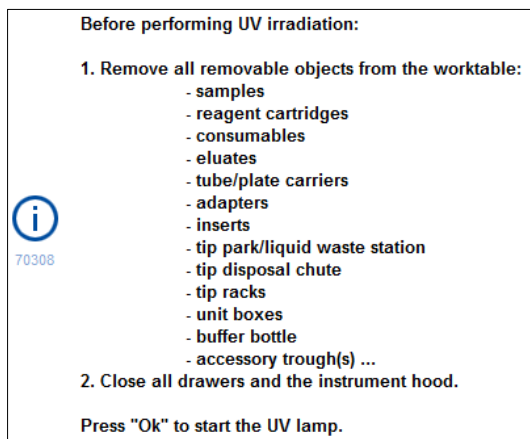 Before performing UV irradiation:
1. Remove all removable objects from the worktable:
- samples
- reagent cartridges
- consumables
- eluates
- tube/plate carriers
- adapters
- inserts
- tip park/liquid waste station
- tip disposal chute
- tip racks
- unit boxes
- buffer bottle
- accessory trough(s) ...
2. Close all drawers and the instrument hood.
Press "Ok" to start the UV lamp.
i
70308